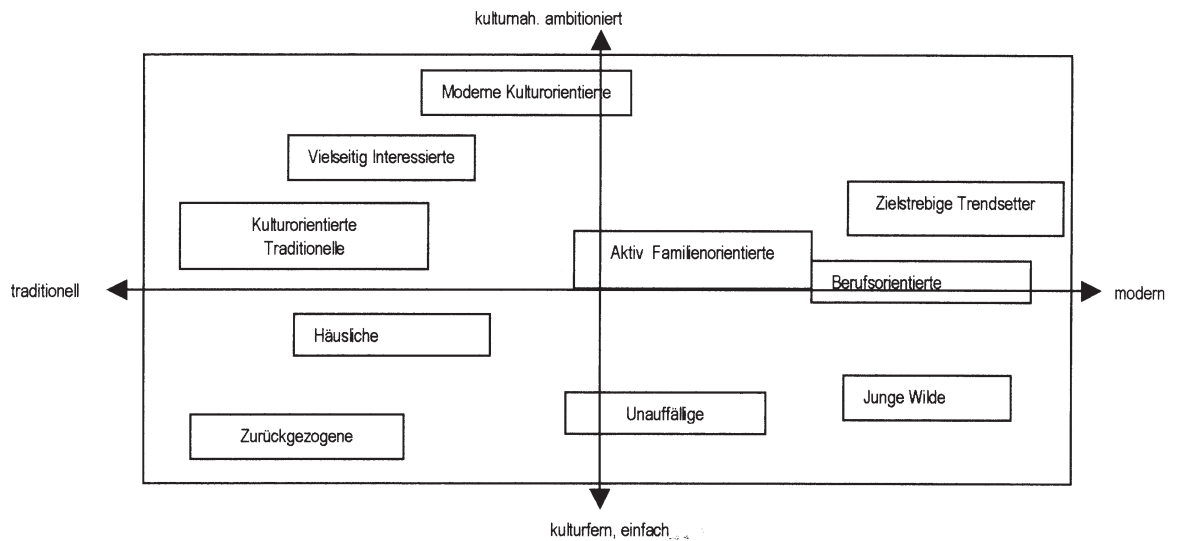 kulturnah. ambitioniert
Moderne Kulturorientierte
Vielseitig Interessierte
Zielstrebige Trendsetter
Kulturorientierte
Traditionelle
Aktiv Familienorientierte
Berufsorientierte
traditionell
modern
Häusliche
Junge Wilde
Unauffällige
Zurückgezogene
kulturfern, einfach